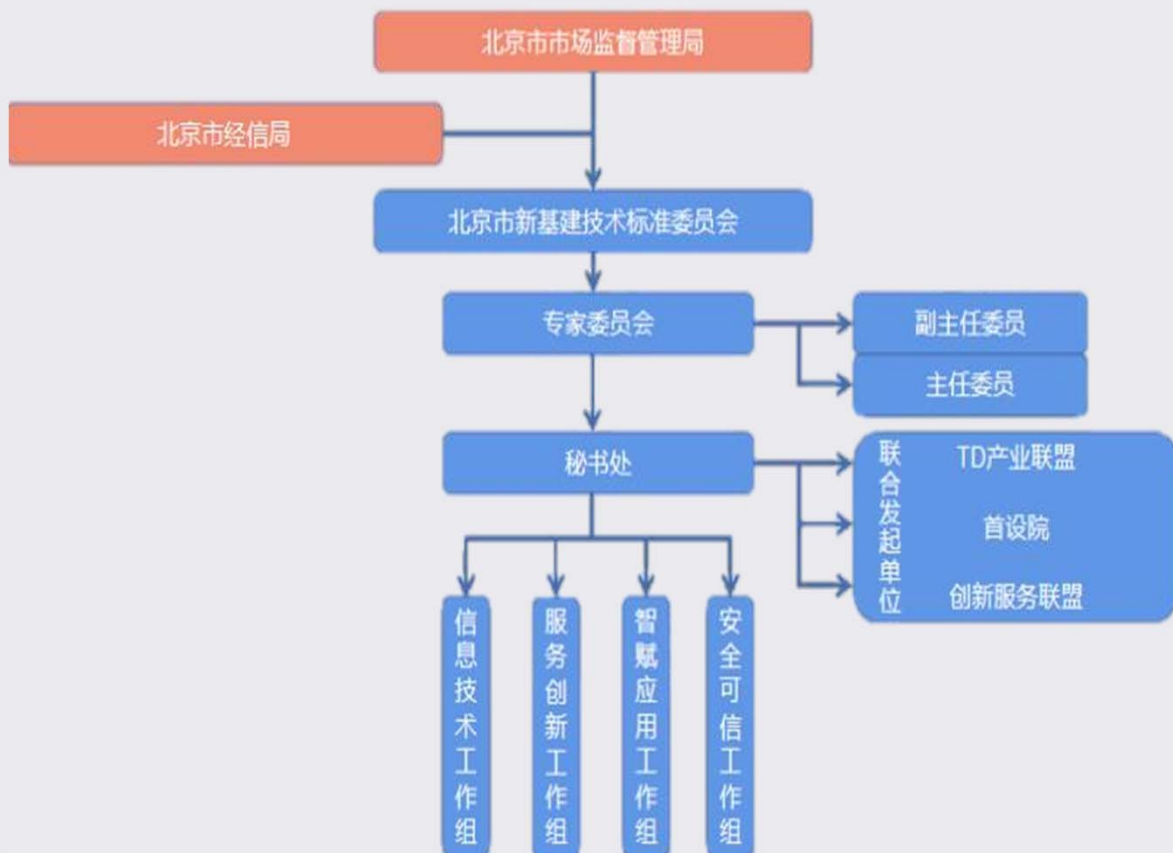 北京市市场监督管理局
北京市经信局
北京市新基建技术标准委员会
专家委员会
副主任委员
主任委员
秘书处
联合发起单位
TD产业联盟
首设院
创新服务联盟
信息技术工作组
服务创新工作组
智赋应用工作组
安全可信工作组